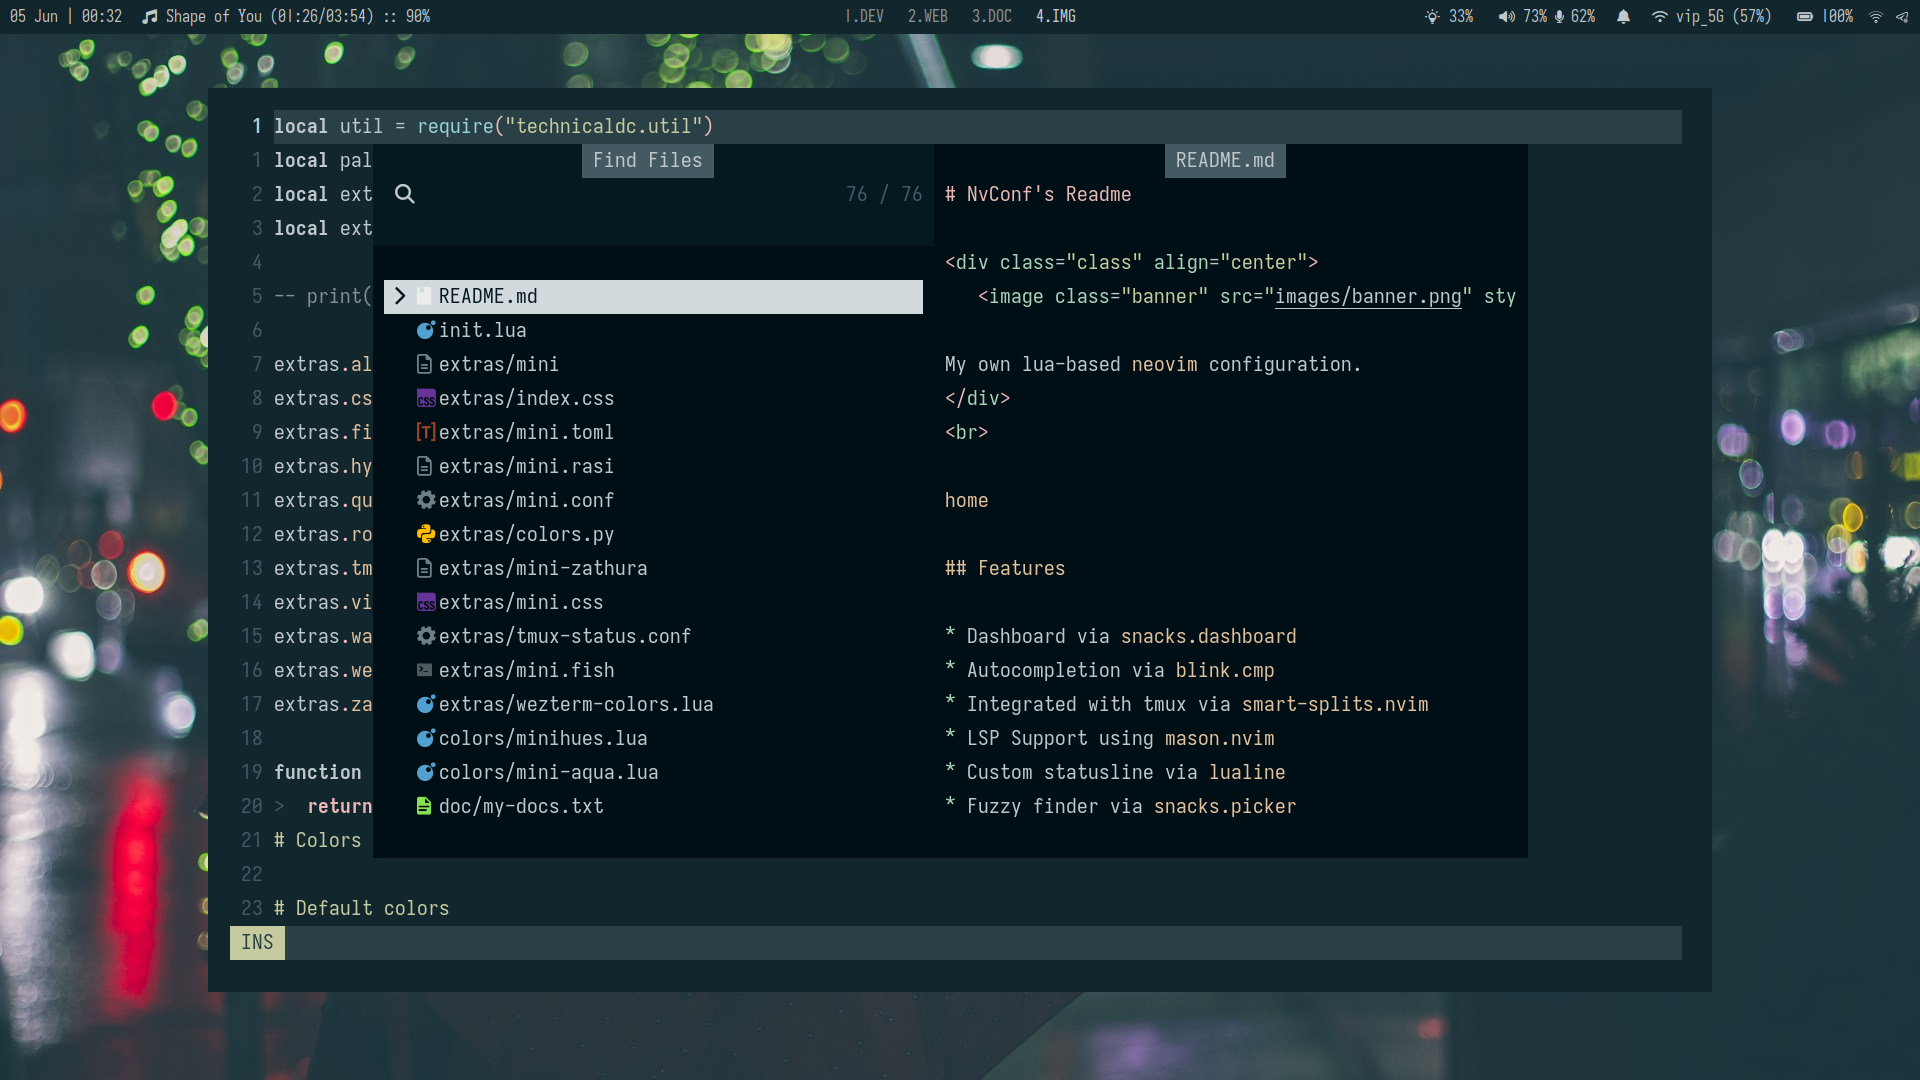 05 Jun | 00:32 Shape of You (01:26/03:54) :: 90% 1.DEV 2.WEB 3.DOC 4.IMG 33% 73% 62% vip_5G (57%) 100%
1 local util = require("technicaldc.util")
1 local pal
2 local ext
3 local ext
4
5 -- print(
6
7 extras.al
8 extras.cs
9 extras.fi
10 extras.hy
11 extras.qu
12 extras.ro
13 extras.tm
14 extras.vi
15 extras.wa
16 extras.we
17 extras.za
18
19 function
20 > return
21 # Colors
22
23 # Default colors
INS
Find Files
76 / 76
> README.md
init.lua
extras/mini
extras/index.css
extras/mini.toml
extras/mini.rasi
extras/mini.conf
extras/colors.py
extras/mini-zathura
extras/mini.css
extras/tmux-status.conf
extras/mini.fish
extras/wezterm-colors.lua
colors/minihues.lua
colors/mini-aqua.lua
doc/my-docs.txt
README.md
# NvConf's Readme
<div class="class" align="center">
<image class="banner" src="images/banner.png" sty
My own lua-based neovim configuration.
</div>
<br>
home
## Features
* Dashboard via snacks.dashboard
* Autocompletion via blink.cmp
* Integrated with tmux via smart-splits.nvim
* LSP Support using mason.nvim
* Custom statusline via lualine
* Fuzzy finder via snacks.picker